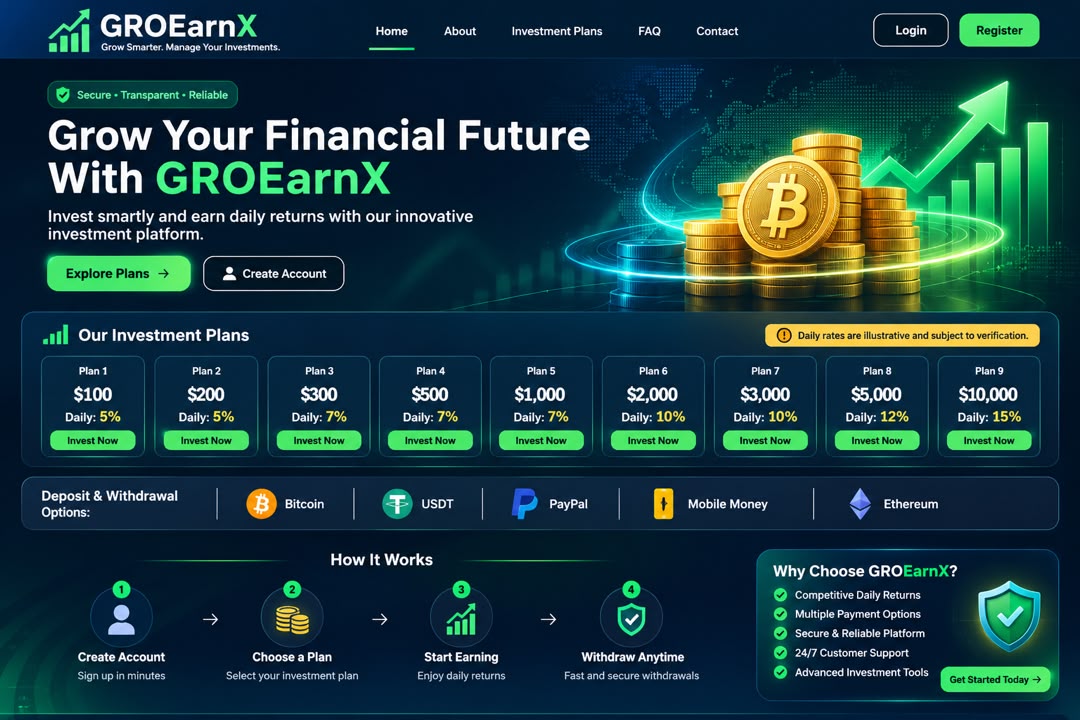 GROEarnX
Grow Smarter. Manage Your Investments.
Home
About
Investment Plans
FAQ
Contact
Login
Register
Secure • Transparent • Reliable
Grow Your Financial Future
With GROEarnX
Invest smartly and earn daily returns with our innovative
investment platform.
Explore Plans →
Create Account
Our Investment Plans
Daily rates are illustrative and subject to verification.
Plan 1
$100
Daily: 5%
Invest Now
Plan 2
$200
Daily: 5%
Invest Now
Plan 3
$300
Daily: 7%
Invest Now
Plan 4
$500
Daily: 7%
Invest Now
Plan 5
$1,000
Daily: 7%
Invest Now
Plan 6
$2,000
Daily: 10%
Invest Now
Plan 7
$3,000
Daily: 10%
Invest Now
Plan 8
$5,000
Daily: 12%
Invest Now
Plan 9
$10,000
Daily: 15%
Invest Now
Deposit & Withdrawal
Options:
Bitcoin
USDT
PayPal
Mobile Money
Ethereum
How It Works
1
Create Account
Sign up in minutes
2
Choose a Plan
Select your investment plan
3
Start Earning
Enjoy daily returns
4
Withdraw Anytime
Fast and secure withdrawals
Why Choose GROEarnX?
Competitive Daily Returns
Multiple Payment Options
Secure & Reliable Platform
24/7 Customer Support
Advanced Investment Tools
Get Started Today →